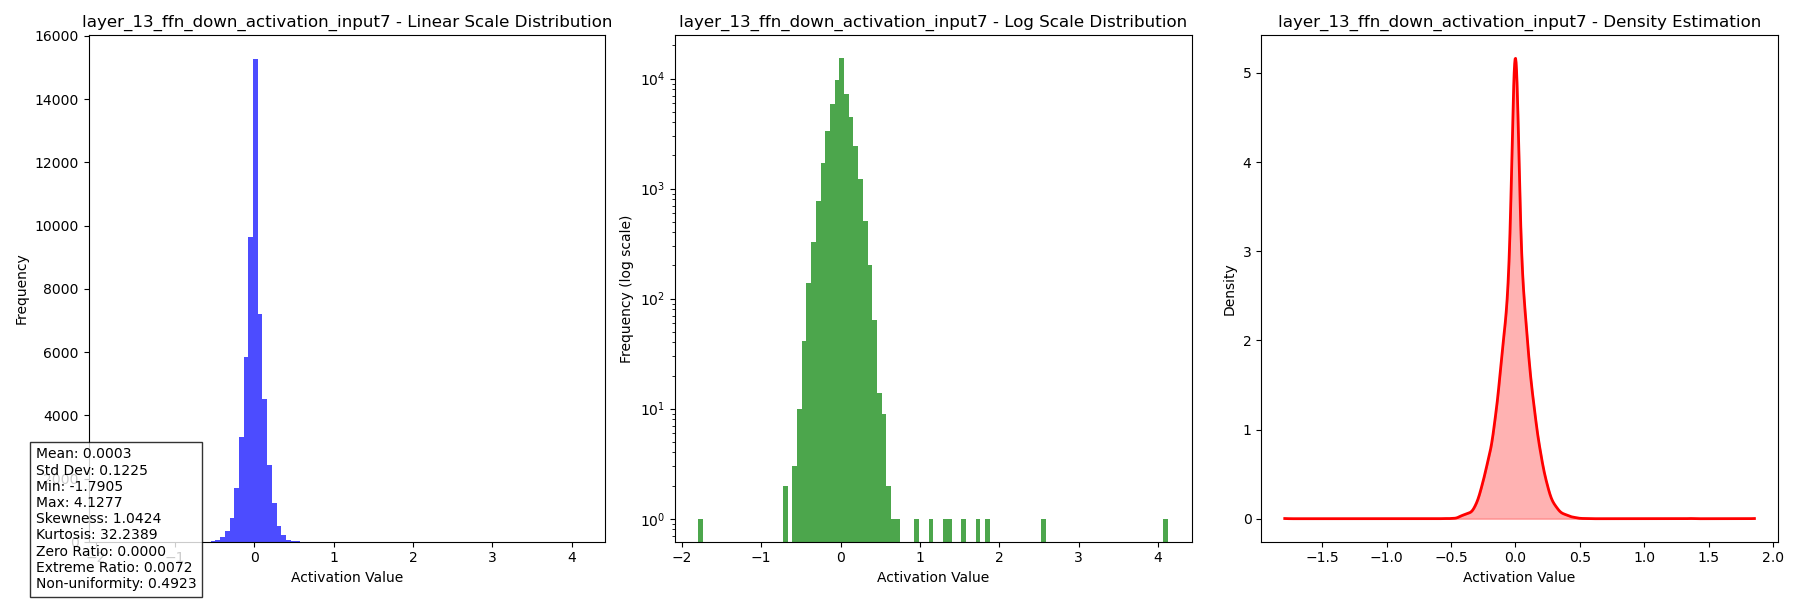 layer_13_ffn_down_activation_input7 - Linear Scale Distribution
16000
14000
12000
10000
8000
6000
4000
Frequency
0
1
2
3
4
Activation Value
Mean: 0.0003
Std Dev: 0.1225
Min: -1.7905
Max: 4.1277
Skewness: 1.0424
Kurtosis: 32.2389
Zero Ratio: 0.0000
Extreme Ratio: 0.0072
Non-uniformity: 0.4923
layer_13_ffn_down_activation_input7 - Log Scale Distribution
10⁴
10³
10²
10¹
10⁰
Frequency (log scale)
−2
−1
0
1
2
3
4
Activation Value
layer_13_ffn_down_activation_input7 - Density Estimation
5
4
3
2
1
0
Density
−1.5
−1.0
−0.5
0.0
0.5
1.0
1.5
2.0
Activation Value